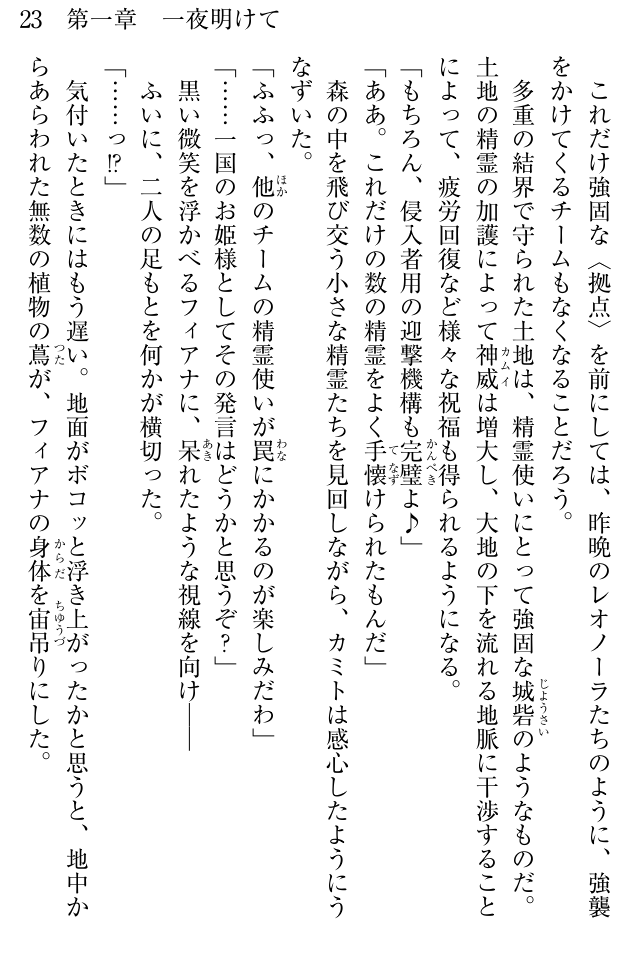 23 第一章 一夜明けて
　これだけ強固な〈拠点〉を前にしては、昨晩のレオノーラたちのように、強襲
をかけてくるチームもなくなることだろう。
　多重の結界で守られた土地は、精霊使いにとって強固な城砦のようなものだ。
土地の精霊の加護によって神威は増大し、大地の下を流れる地脈に干渉すること
によって、疲労回復など様々な祝福も得られるようになる。
「もちろん、侵入者用の迎撃機構も完璧よ♪」
「ああ。これだけの数の精霊をよく手懐けられたもんだ」
　森の中を飛び交う小さな精霊たちを見回しながら、カミトは感心したようにう
なずいた。
「ふふっ、他のチームの精霊使いが罠にかかるのが楽しみだわ」
「……一国のお姫様としてその発言はどうかと思うぞ？」
　黒い微笑を浮かべるフィアナに、呆れたような視線を向け――
　ふいに、二人の足もとを何かが横切った。
「……っ!?」
　気付いたときにはもう遅い。地面がボコッと浮き上がったかと思うと、地中か
らあらわれた無数の植物の蔦が、フィアナの身体を宙吊りにした。